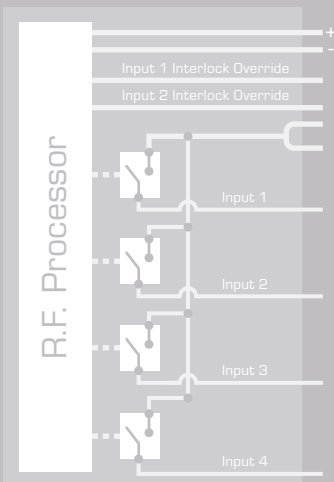 +
-
Input 1 Interlock Override
Input 2 Interlock Override
R.F. Processor
Input 1
Input 2
Input 3
Input 4